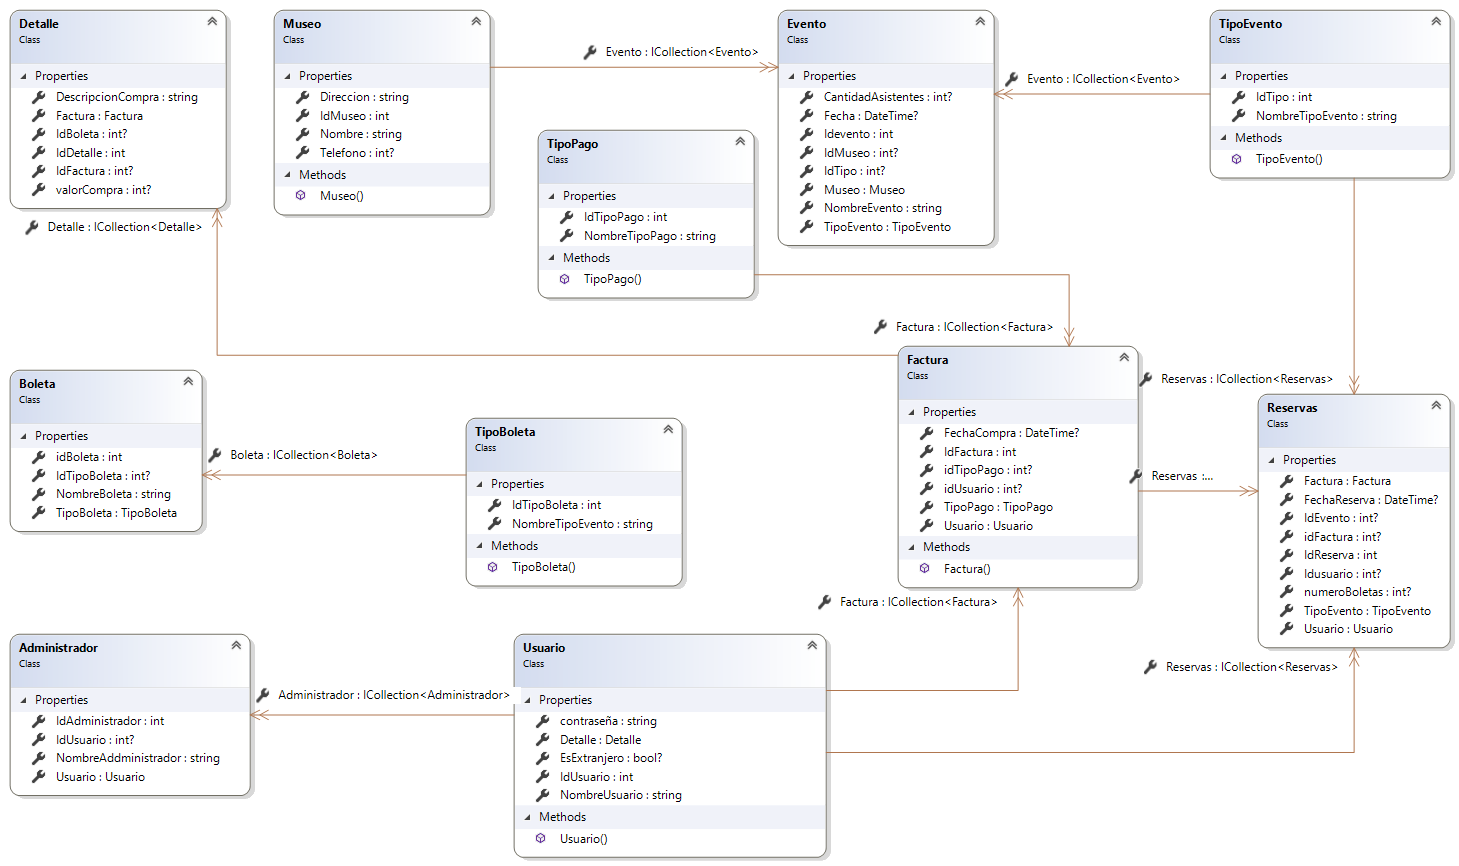 Detalle
Class
Properties
DescripcionCompra : string
Factura : Factura
IdBoleta : int?
IdDetalle : int
IdFactura : int?
valorCompra : int?
Detalle : ICollection<Detalle>
Museo
Class
Properties
Direccion : string
IdMuseo : int
Nombre : string
Telefono : int?
Methods
Museo()
Evento : ICollection<Evento>
TipoPago
Class
Properties
IdTipoPago : int
NombreTipoPago : string
Methods
TipoPago()
Evento
Class
Properties
CantidadAsistentes : int?
Fecha : DateTime?
Idevento : int
IdMuseo : int?
IdTipo : int?
Museo : Museo
NombreEvento : string
TipoEvento : TipoEvento
Evento : ICollection<Evento>
TipoEvento
Class
Properties
IdTipo : int
NombreTipoEvento : string
Methods
TipoEvento()
Factura : ICollection<Factura>
Boleta
Class
Properties
idBoleta : int
IdTipoBoleta : int?
NombreBoleta : string
TipoBoleta : TipoBoleta
Boleta : ICollection<Boleta>
TipoBoleta
Class
Properties
IdTipoBoleta : int
NombreTipoEvento : string
Methods
TipoBoleta()
Factura
Class
Properties
FechaCompra : DateTime?
IdFactura : int
idTipoPago : int?
idUsuario : int?
TipoPago : TipoPago
Usuario : Usuario
Methods
Factura()
Reservas : ICollection<Reservas>
Reservas :...
Reservas
Class
Properties
Factura : Factura
FechaReserva : DateTime?
IdEvento : int?
idFactura : int?
IdReserva : int
Idusuario : int?
numeroBoletas : int?
TipoEvento : TipoEvento
Usuario : Usuario
Factura : ICollection<Factura>
Reservas : ICollection<Reservas>
Administrador
Class
Properties
IdAdministrador : int
IdUsuario : int?
NombreAddministrador : string
Usuario : Usuario
Administrador : ICollection<Administrador>
Usuario
Class
Properties
contraseña : string
Detalle : Detalle
EsExtranjero : bool?
IdUsuario : int
NombreUsuario : string
Methods
Usuario()